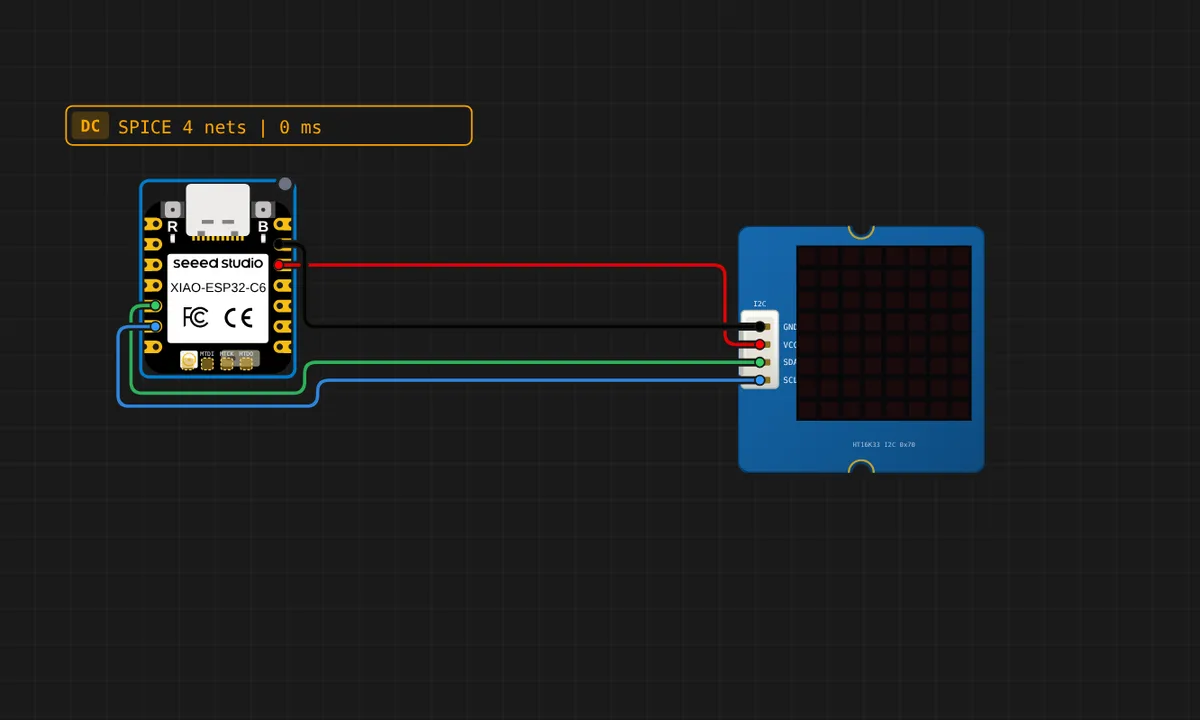 DC SPICE 4 nets | 0 ms
R B
seeed studio
XIAO-ESP32-C6
FC CE
MTDI MTCK MTDO
I2C
GND
VCC
SDA
SCL
HT16K33 I2C 0x70